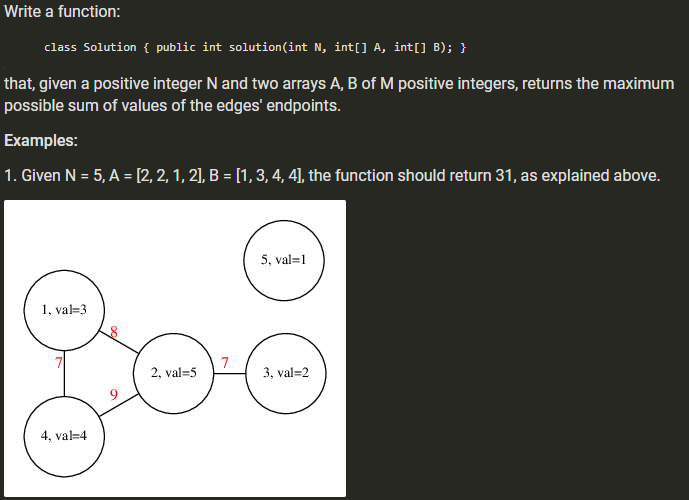 Write a function:
class Solution { public int solution(int N, int[] A, int[] B); }
that, given a positive integer N and two arrays A, B of M positive integers, returns the maximum
possible sum of values of the edges' endpoints.
Examples:
1. Given N = 5, A = [2, 2, 1, 2], B = [1, 3, 4, 4], the function should return 31, as explained above.
5, val=1
1, val=3
8
7
2, val=5
7
3, val=2
9
4, val=4